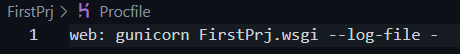 FirstPrj > Procfile
1 web: gunicorn FirstPrj.wsgi --log-file -